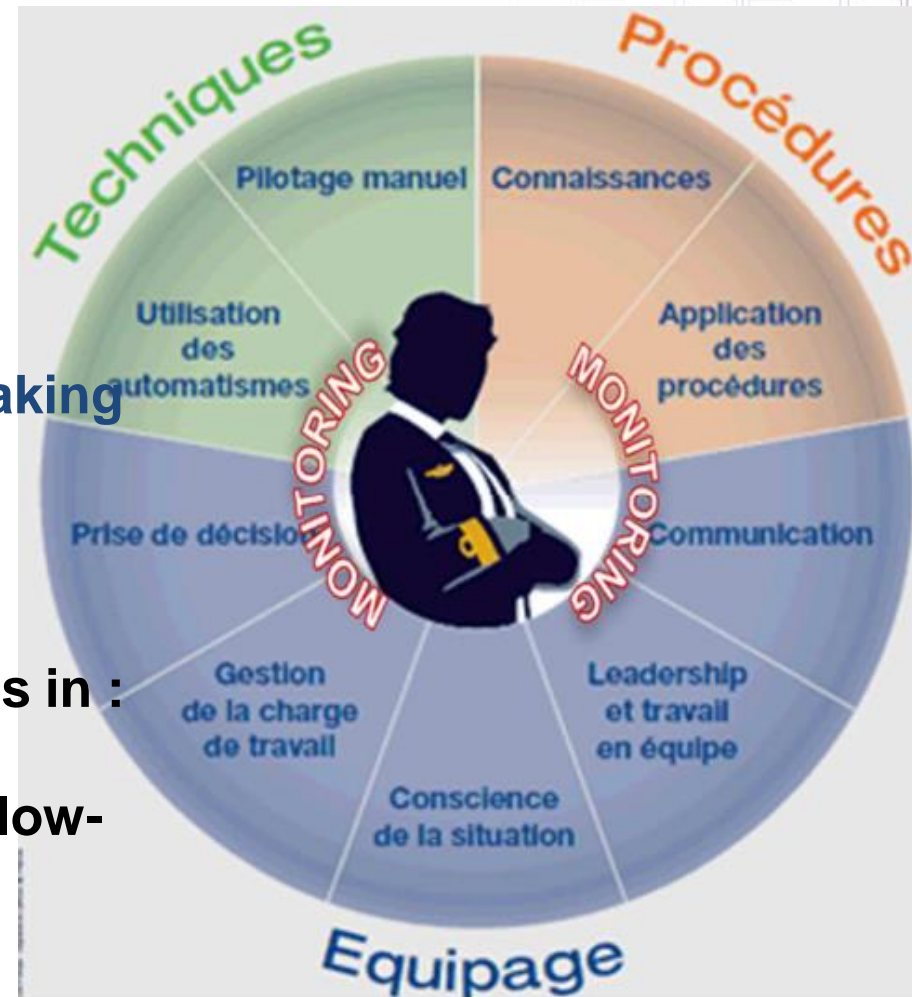 Techniques
Procédures
Pilotage manuel
Connaissances
Utilisation
des
automatismes
Application
des
procédures
aking
MONITORING
MONITORING
Prise de décision
Communication
s in :
Gestion
de la charge
de travail
Leadership
et travail
en équipe
low-
Conscience
de la situation
Equipage